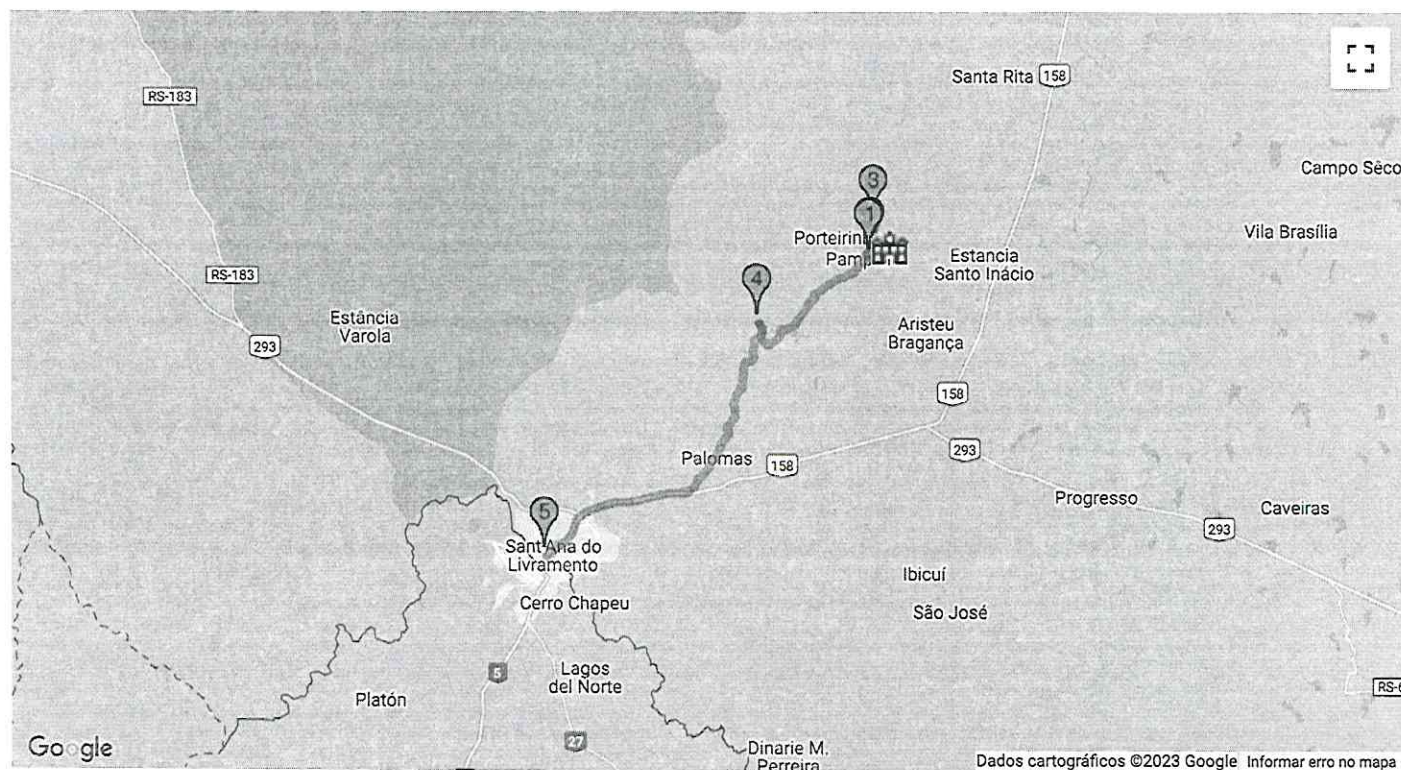 Santa Rita
158
RS-183
Campo Sêco
3
1
Vila Brasília
Estancia
Santo Inácio
RS-183
4
Estância
Varola
293
Aristeu
Bragança
158
293
Palomas
158
Progresso
Caveiras
293
5
Sant'Ana do
Livramento
Ibicuí
Cerro Chapeu
São José
5
Lagos
del Norte
Platón
27
Google
Dinarie M.
Perreira
Dados cartográficos ©2023 Google
Informar erro no mapa